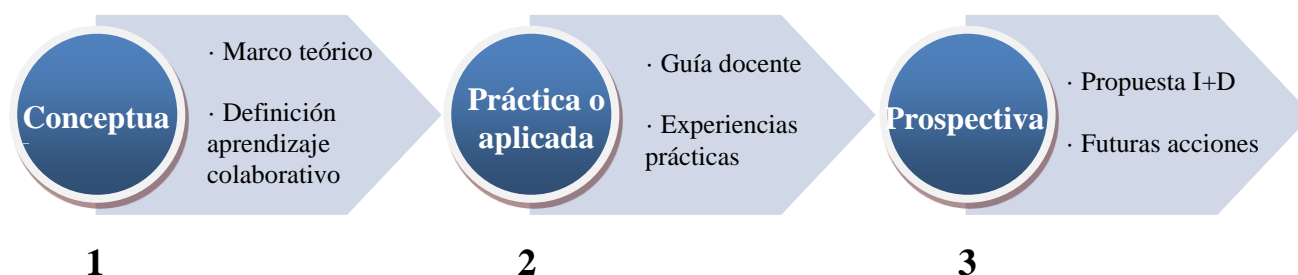 Conceptua
· Marco teórico
· Definición
aprendizaje
colaborativo
Práctica o
aplicada
· Guía docente
· Experiencias
prácticas
Prospectiva
· Propuesta I+D
· Futuras acciones
1
2
3